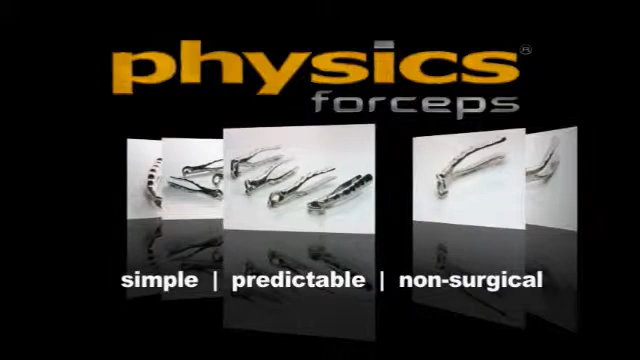 physics®
forceps
simple | predictable | non-surgical